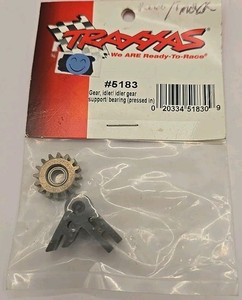 TRAXXAS
We ARE Ready-To-Race®
#5183
Gear, idler/ idler gear
support/ bearing (pressed in)
0 20334 51830 9